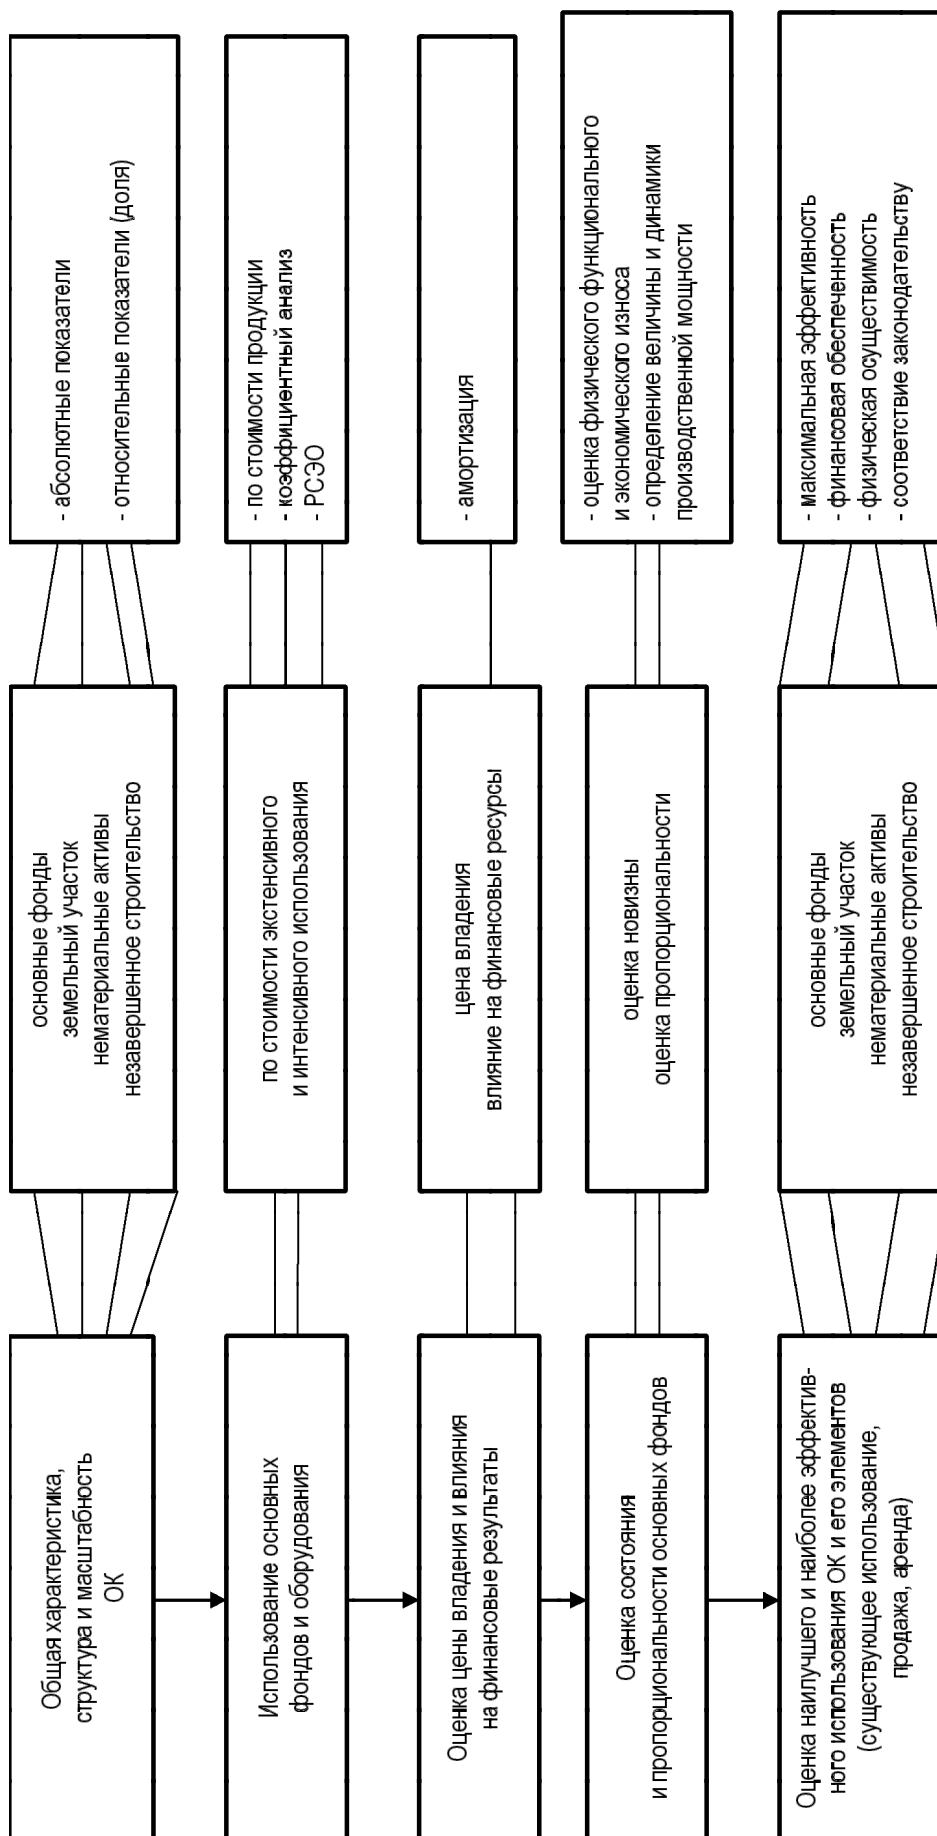 Общая характеристика,
структура и масштабность
ОК
основные фонды
земельный участок
нематериальные активы
незавершенное строительство
- абсолютные показатели
- относительные показатели (доля)
Использование основных
фондов и оборудования
по стоимости экстенсивного
и интенсивного использования
- по стоимости продукции
- коэффициентный анализ
- РСЭО
Оценка цены владения и влияния
на финансовые результаты
цена владения
влияние на финансовые ресурсы
- амортизация
Оценка состояния
и пропорциональности основных фондов
оценка новизны
оценка пропорциональности
- оценка физического функционального
и экономического износа
- определение величины и динамики
производственной мощности
Оценка наилучшего и наиболее эффектив-
ного использования ОК и его элементов
(существующее использование,
продажа, аренда)
основные фонды
земельный участок
нематериальные активы
незавершенное строительство
- максимальная эффективность
- финансовая обеспеченность
- физическая осуществимость
- соответствие законодательству